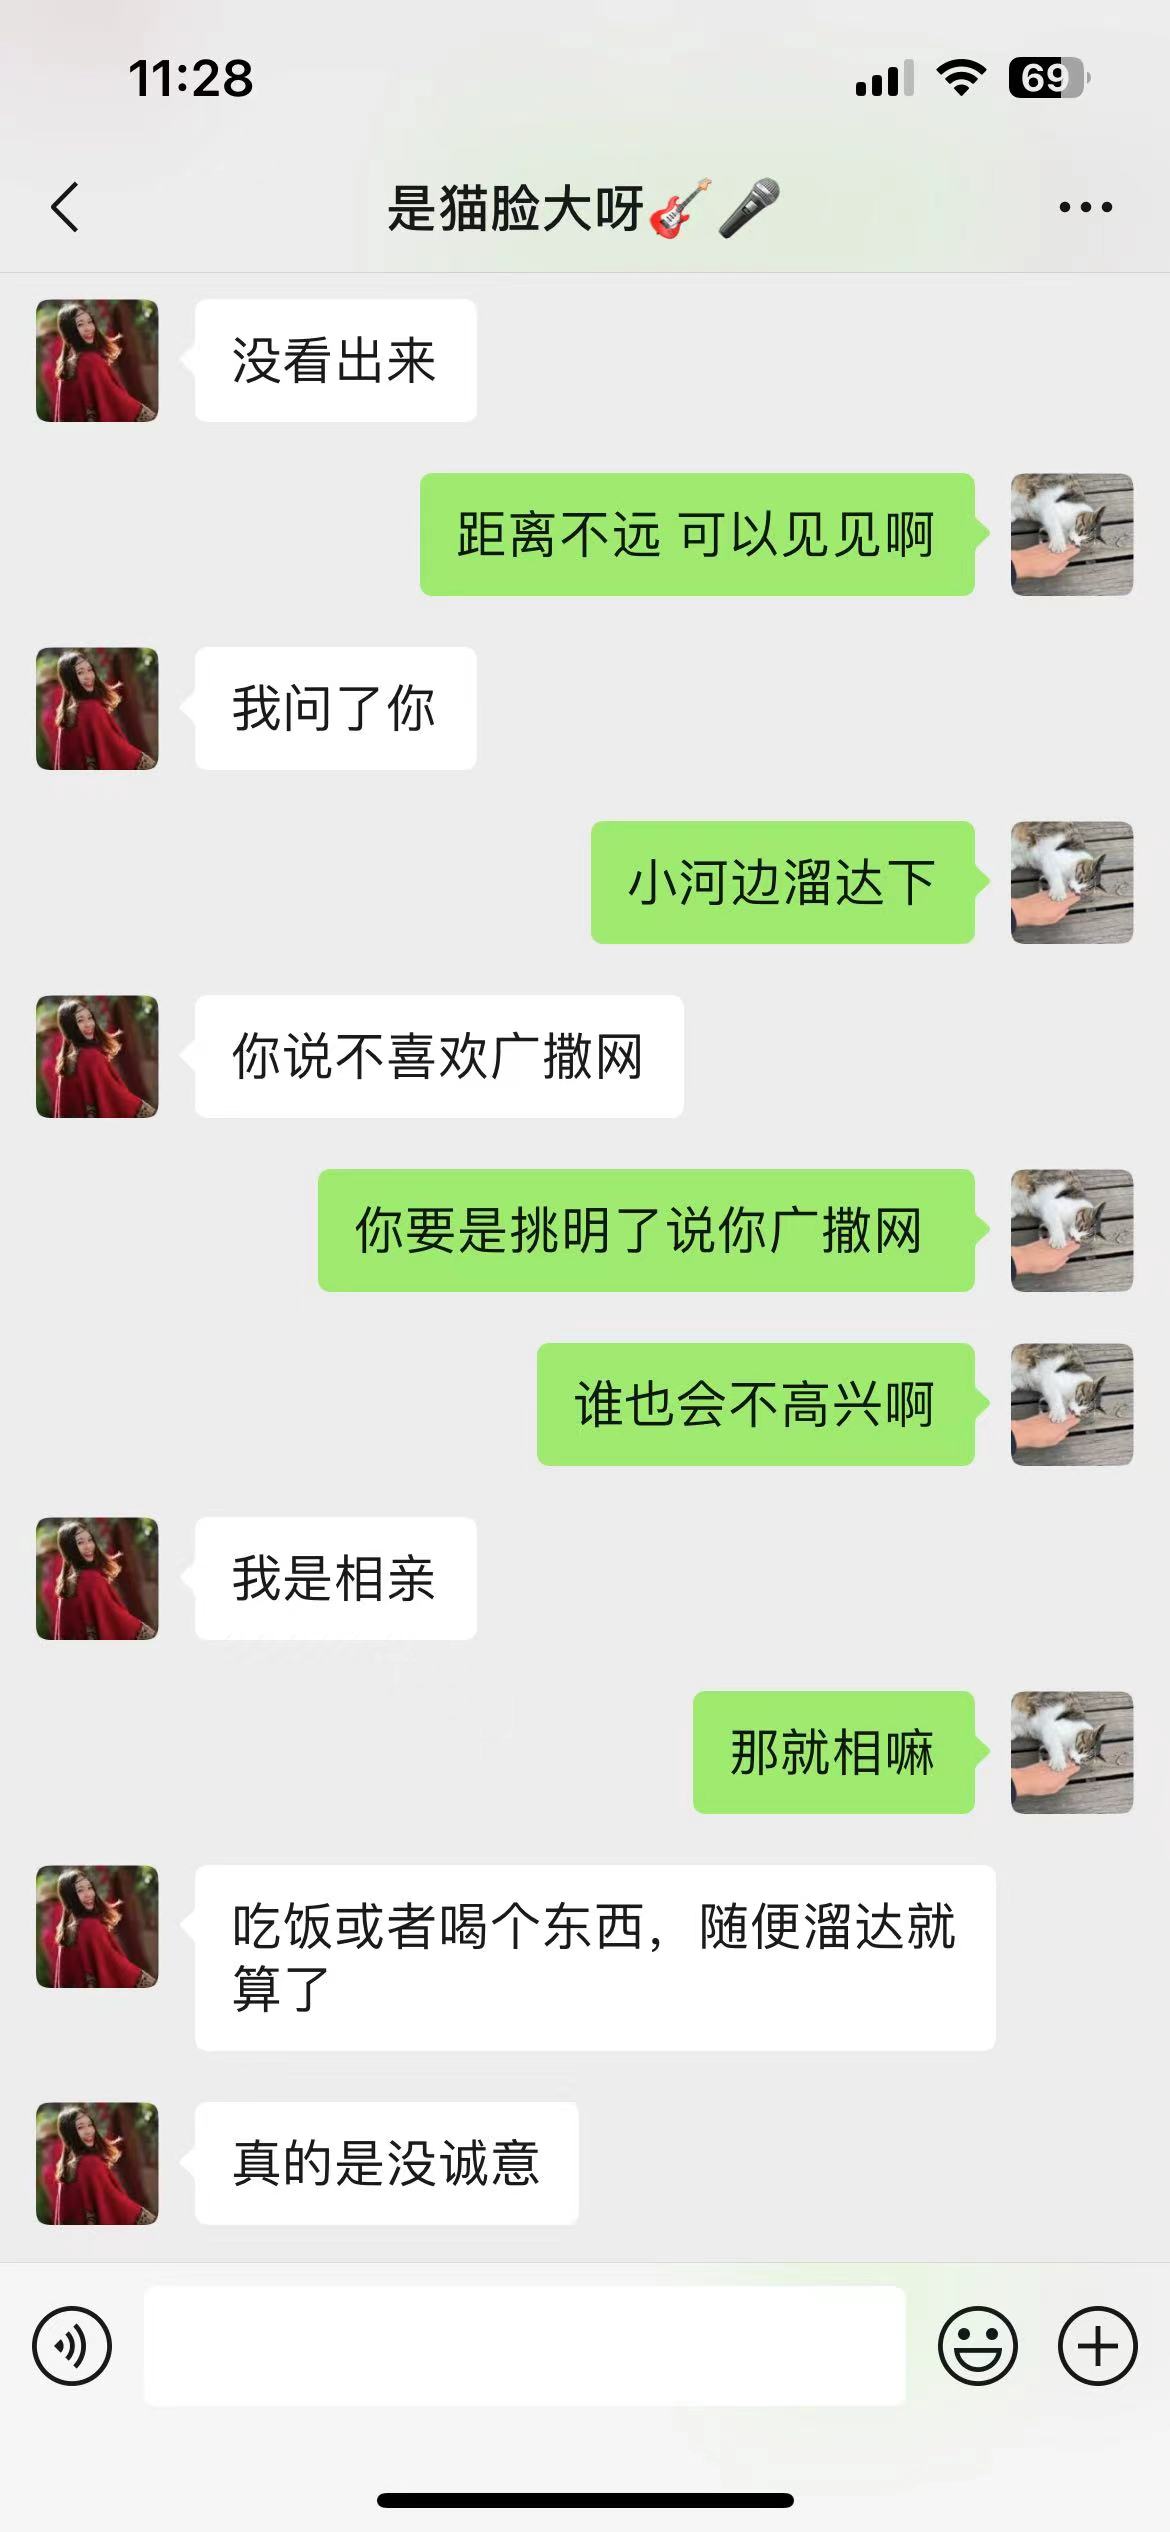 11:28
69
是猫脸大呀🎸🎤
没看出来
距离不远 可以见见啊
我问了你
小河边溜达下
你说不喜欢广撒网
你要是挑明了说你广撒网
谁也会不高兴啊
我是相亲
那就相嘛
吃饭或者喝个东西，随便溜达就
算了
真的是没诚意